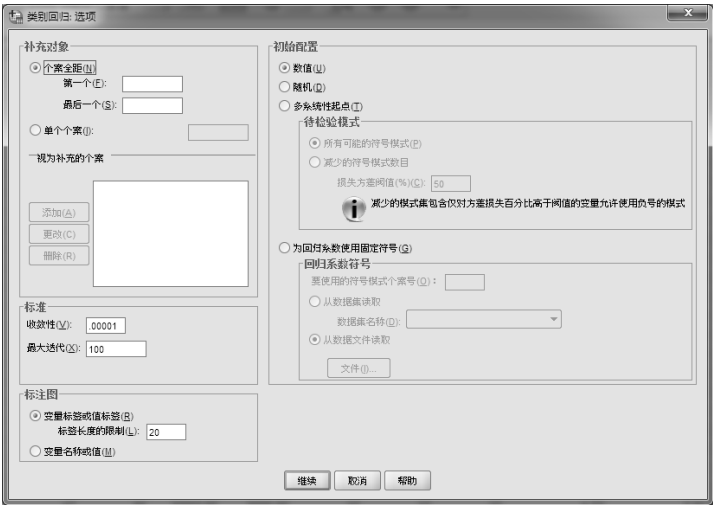 类别回归: 选项
补充对象
个案全距(N)
第一个(F):
最后一个(S):
单个个案(I):
视为补充的个案
添加(A)
更改(C)
删除(R)
标准
收敛性(V): .00001
最大迭代(X): 100
标注图
变量标签或值标签(R)
标签长度的限制(L): 20
变量名称或值(M)
初始配置
数值(U)
随机(D)
多系统性起点(T)
待检验模式
所有可能的符号模式(P)
减少的符号模式数目
损失方差阀值(%)(C): 50
减少的模式集包含仅对方差损失百分比高于阀值的变量允许使用负号的模式
为回归系数使用固定符号(G)
回归系数符号
要使用的符号模式个案号(O):
从数据集读取
数据集名称(D):
从数据文件读取
文件(I)...
继续 取消 帮助